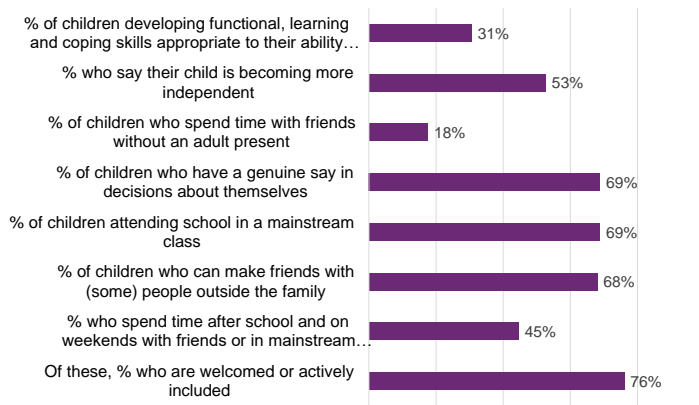 % of children developing functional, learning
and coping skills appropriate to their ability…
31%
% who say their child is becoming more
independent
53%
% of children who spend time with friends
without an adult present
18%
% of children who have a genuine say in
decisions about themselves
69%
% of children attending school in a mainstream
class
69%
% of children who can make friends with
(some) people outside the family
68%
% who spend time after school and on
weekends with friends or in mainstream…
45%
Of these, % who are welcomed or actively
included
76%